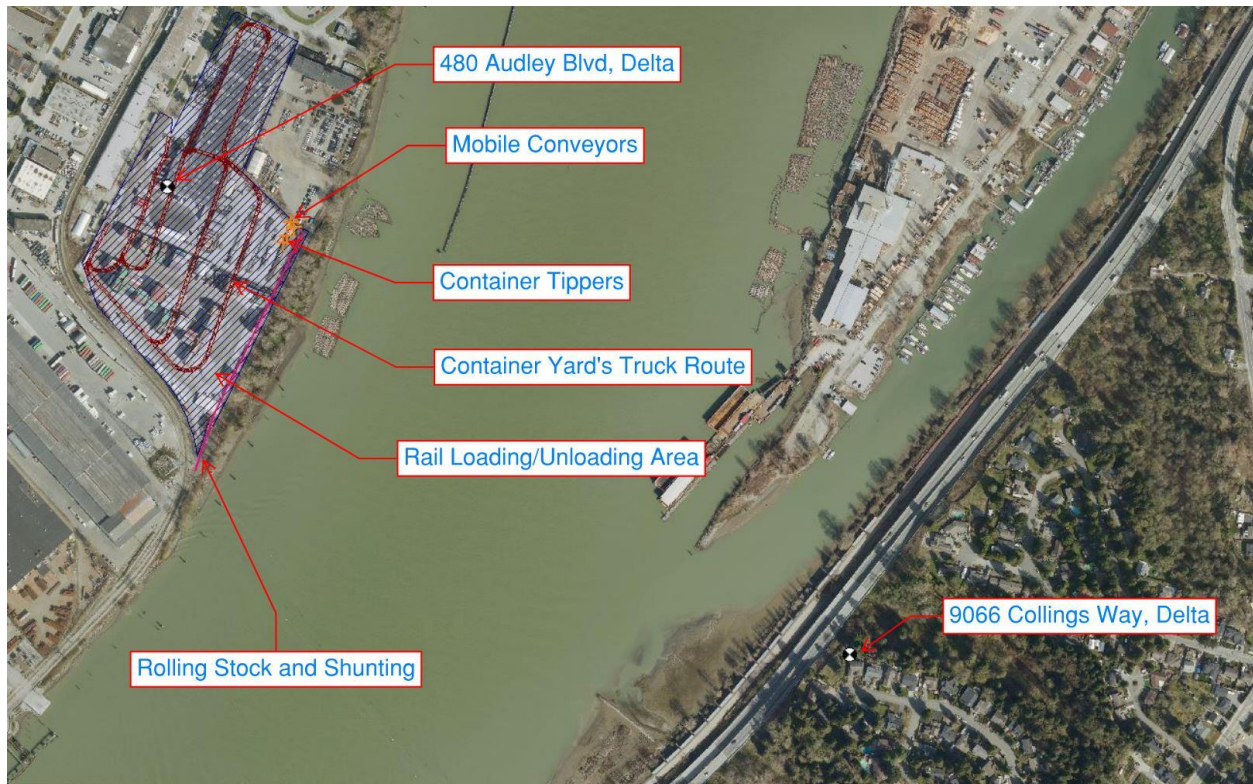 480 Audley Blvd, Delta
Mobile Conveyors
Container Tippers
Container Yard's Truck Route
Rail Loading/Unloading Area
9066 Collings Way, Delta
Rolling Stock and Shunting